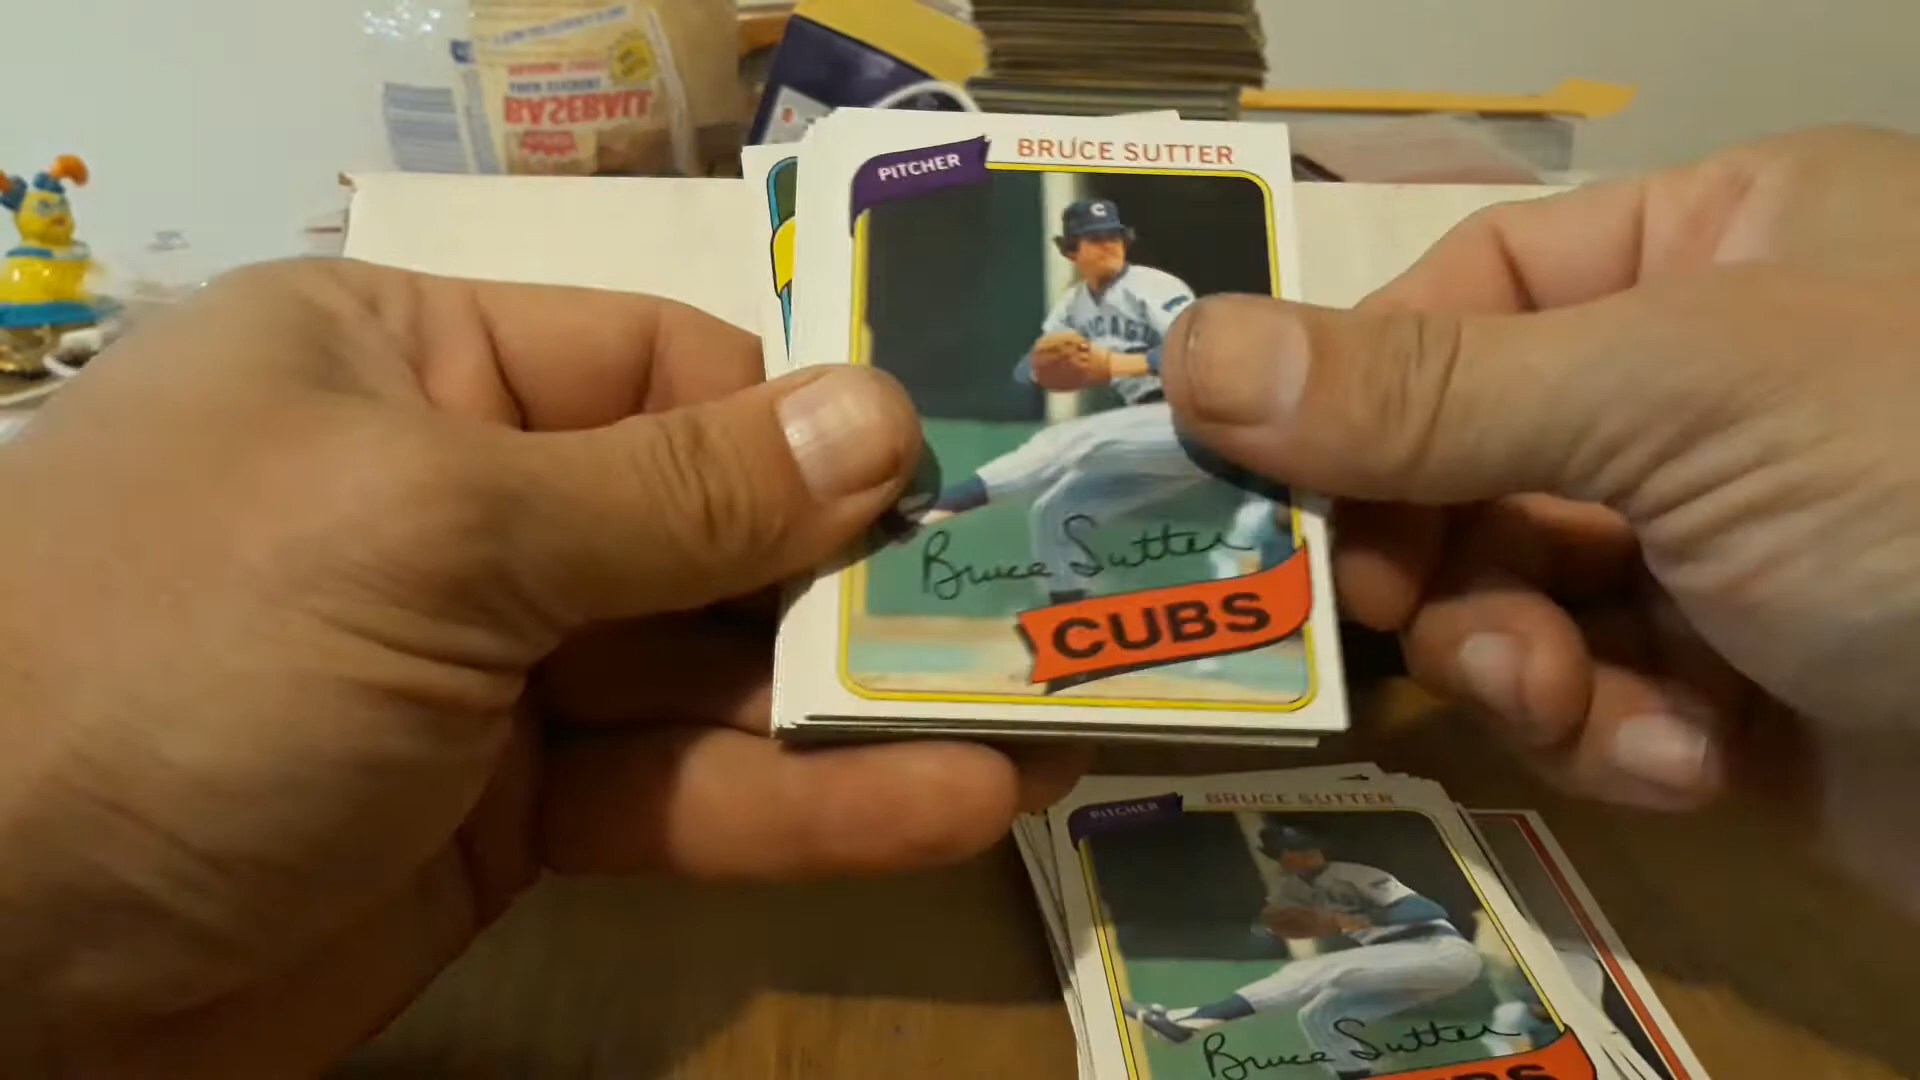 BASEBALL
PITCHER
BRUCE SUTTER
C
Bruce Sutter
CUBS
PITCHER
BRUCE SUTTER
Bruce Sutter